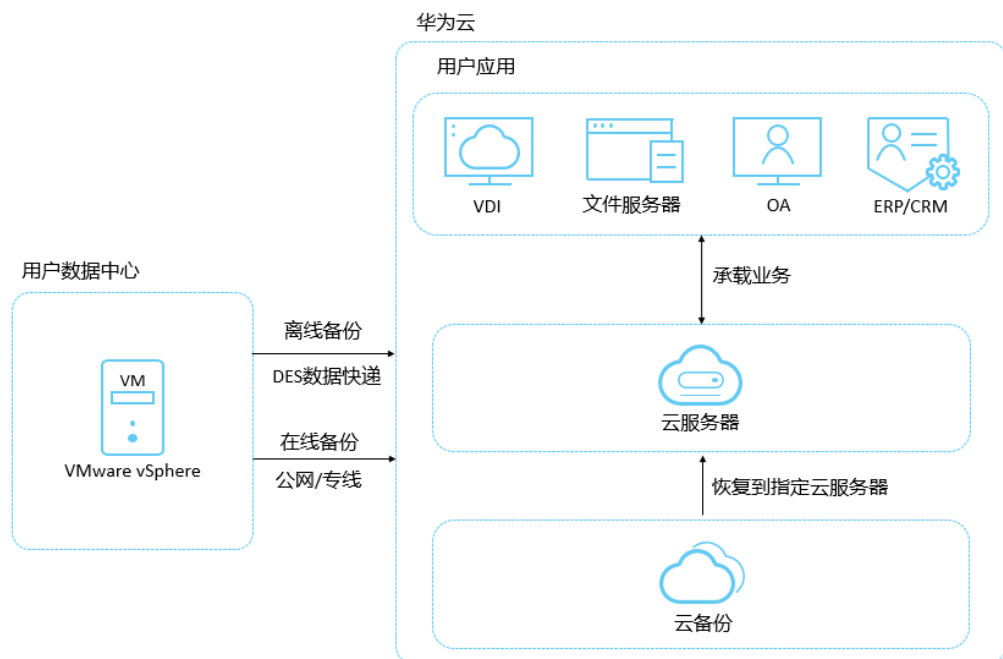 华为云
用户应用
VDI
文件服务器
OA
ERP/CRM
承载业务
用户数据中心
VM
VMware vSphere
离线备份
DES数据快递
在线备份
公网/专线
云服务器
恢复到指定云服务器
云备份